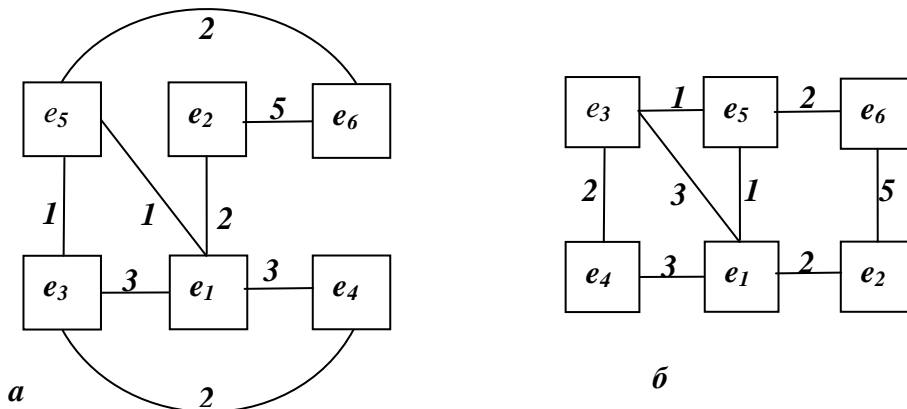 2
e5 e2 5 e6
1 1 2
e3 3 e1 3 e4
2
а
e3 1 e5 2 e6
2 3 1 5
e4 3 e1 2 e2
б